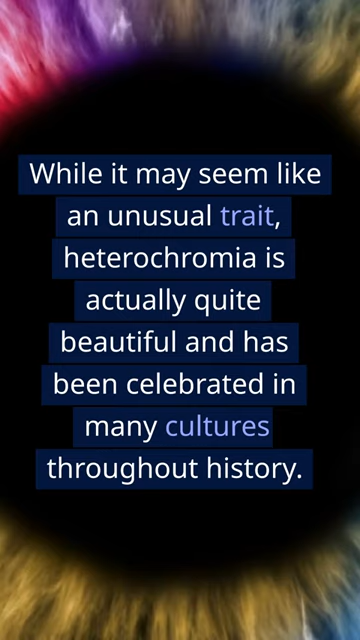 While it may seem like
an unusual trait,
heterochromia is
actually quite
beautiful and has
been celebrated in
many cultures
throughout history.